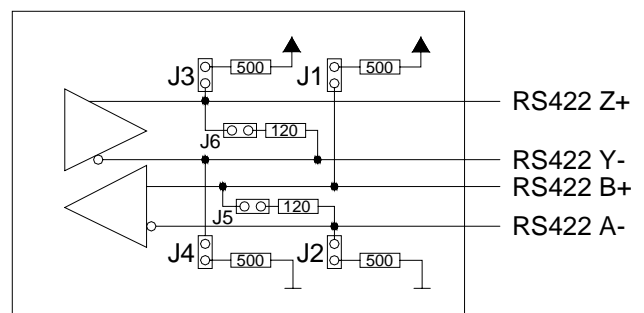 J3 500 J1 500
RS422 Z+
J6 120
RS422 Y-
RS422 B+
J5 120
RS422 A-
J4 500 J2 500